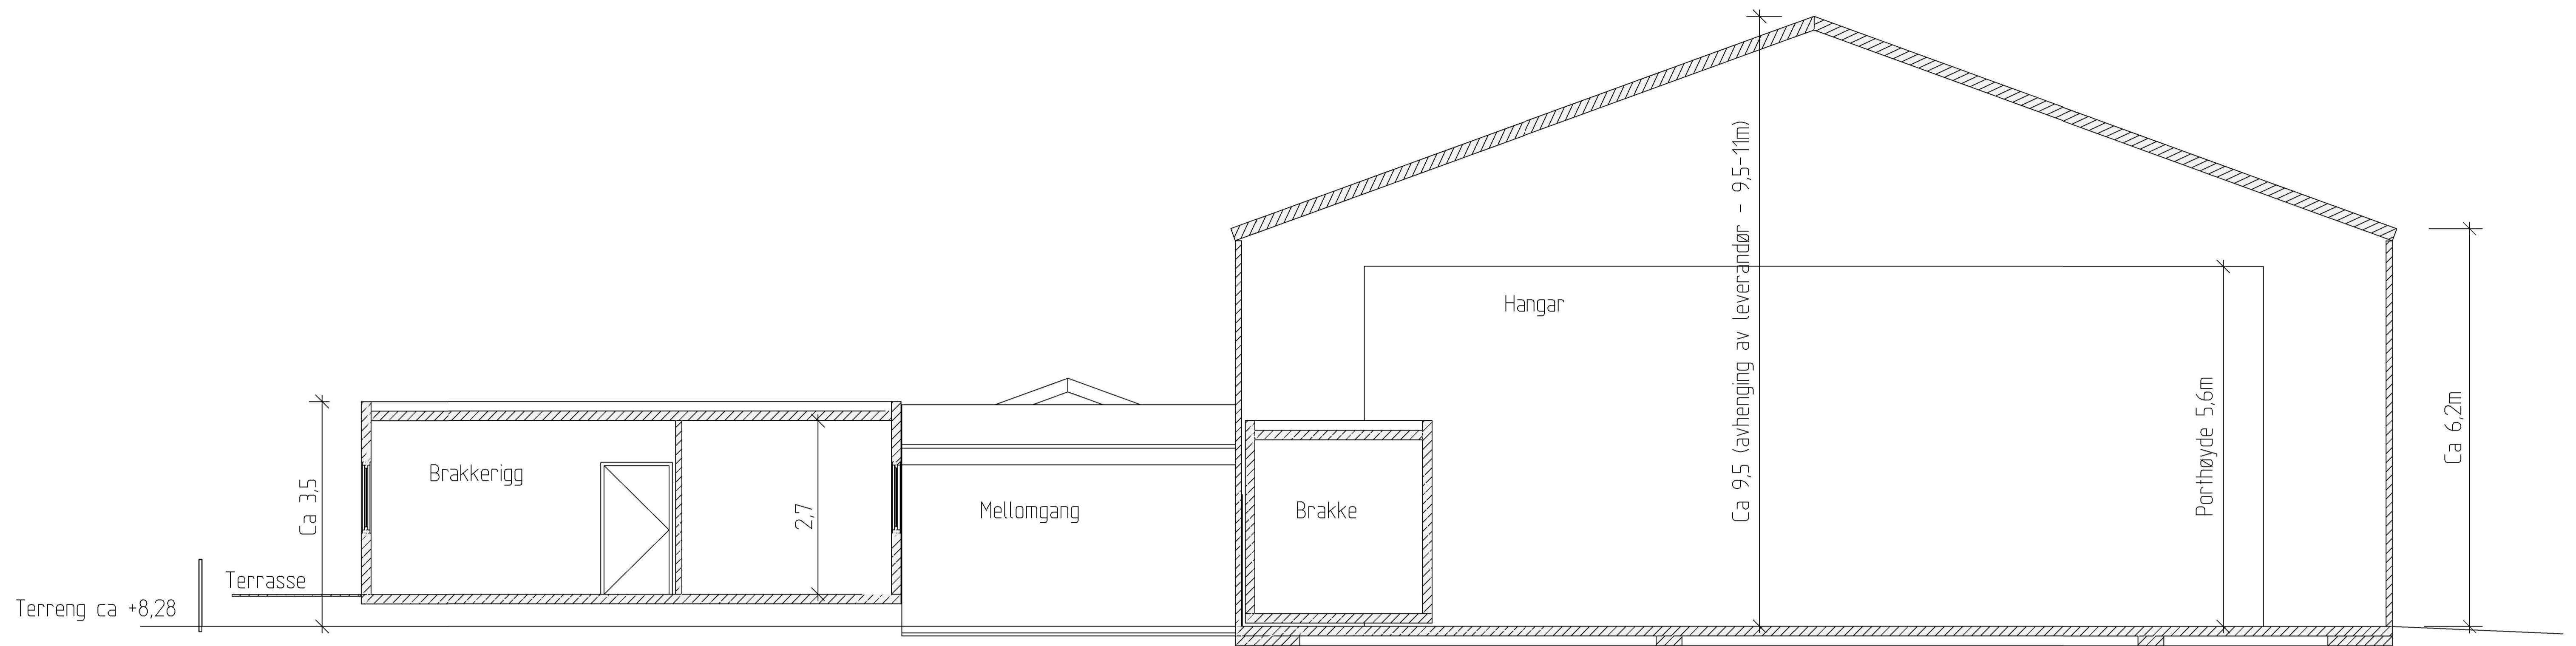 Terreng ca +8,28
Terrasse
Ca 3,5
Brakkerigg
2,7
Mellomgang
Brakke
Hangar
Ca 9,5 (avhenging av leverandør - 9,5-11m)
Porthøyde 5,6m
Ca 6,2m